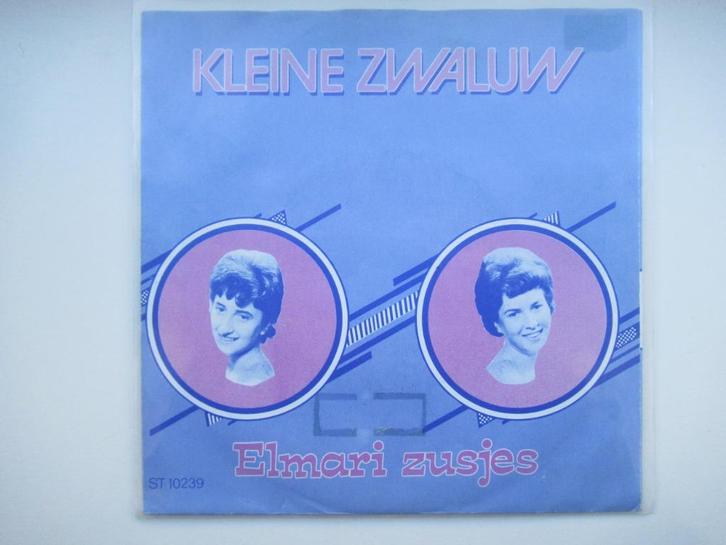 KLEINE ZWALUW
Elmari zusjes
ST 10239